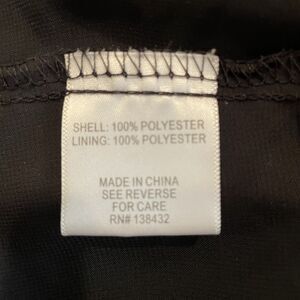 SHELL: 100% POLYESTER
LINING: 100% POLYESTER
MADE IN CHINA
SEE REVERSE
FOR CARE
RN# 138432